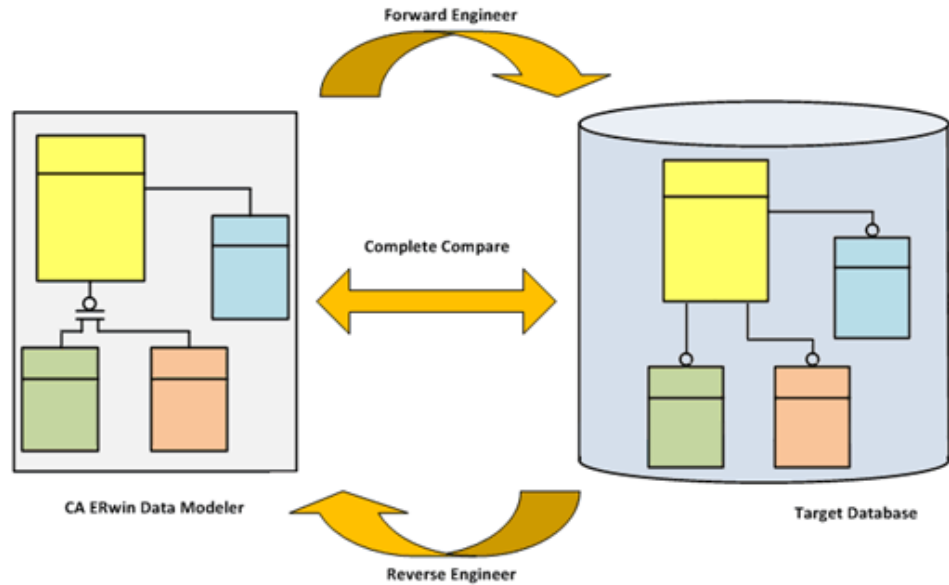 Forward Engineer
Complete Compare
CA ERwin Data Modeler
Target Database
Reverse Engineer